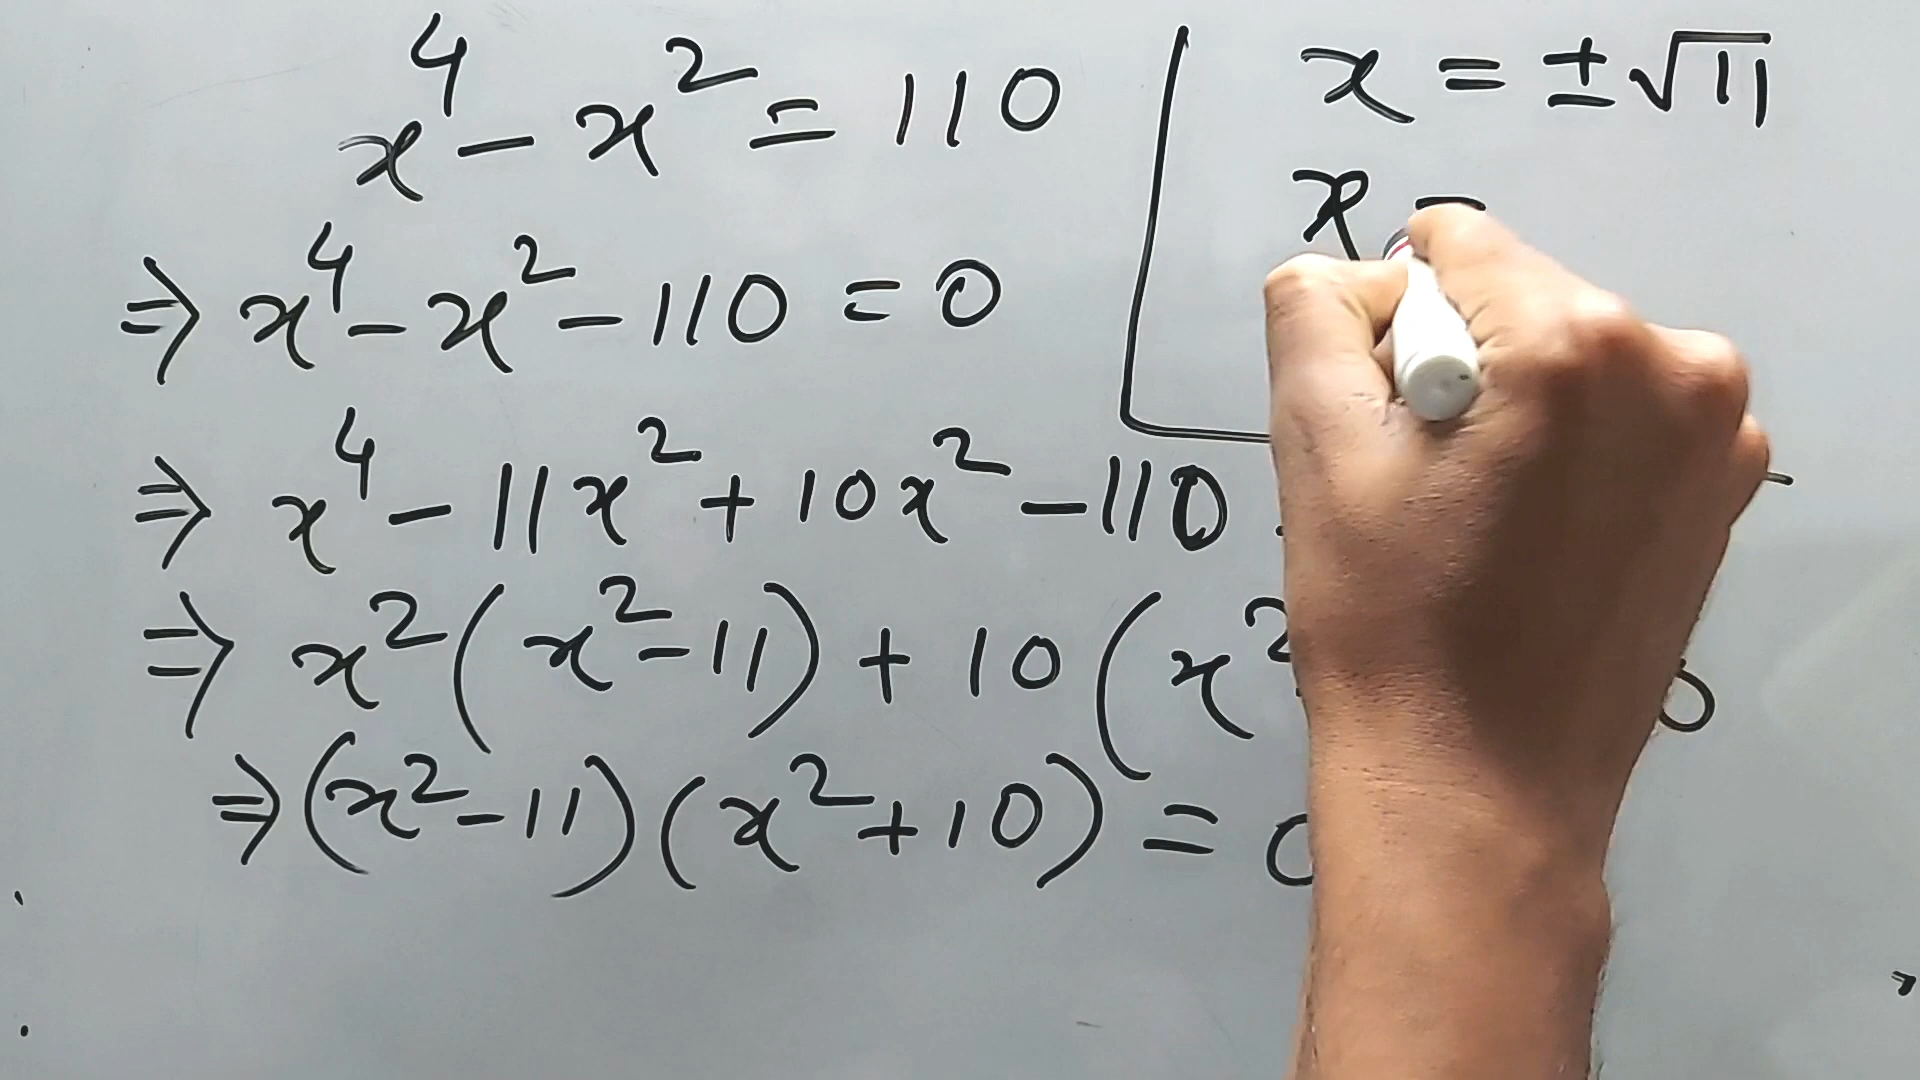 x⁴ − x² = 110
⇒ x⁴ − x² − 110 = 0
⇒ x⁴ − 11x² + 10x² − 110
⇒ x² (x² − 11) + 10 (x²
⇒ (x² − 11) (x² + 10) = 0
x = ± √11
x =